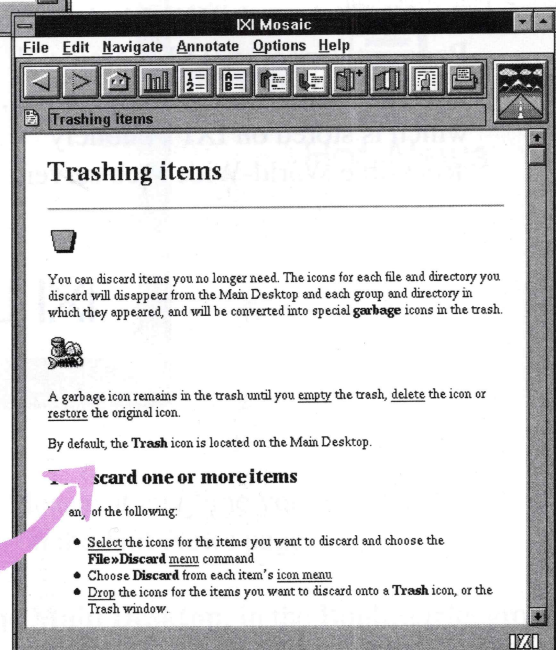 IXI Mosaic
File Edit Navigate Annotate Options Help
Trashing items
Trashing items
You can discard items you no longer need. The icons for each file and directory you
discard will disappear from the Main Desktop and each group and directory in
which they appeared, and will be converted into special garbage icons in the trash.
A garbage icon remains in the trash until you empty the trash, delete the icon or
restore the original icon.
By default, the Trash icon is located on the Main Desktop.
scard one or more items
any of the following:
Select the icons for the items you want to discard and choose the
File»Discard menu command
Choose Discard from each item's icon menu
Drop the icons for the items you want to discard onto a Trash icon, or the
Trash window.
IXI